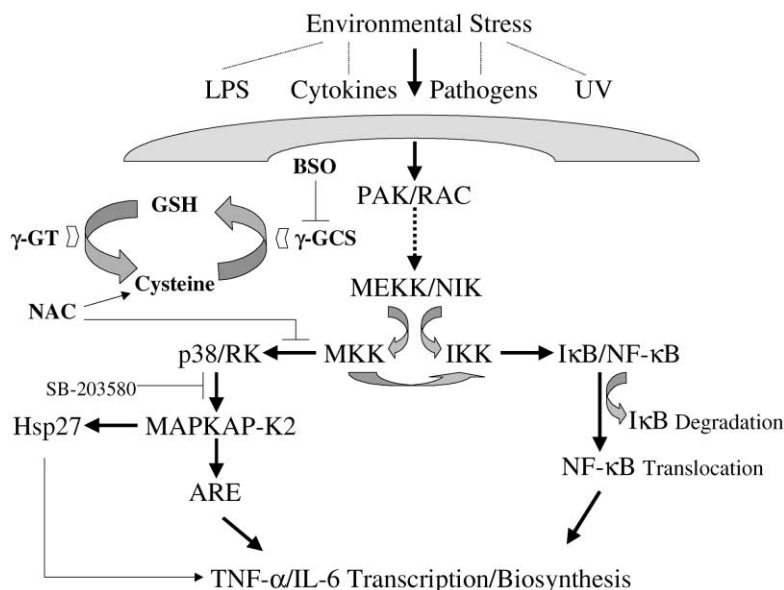 Environmental Stress
LPS Cytokines Pathogens UV
BSO
PAK/RAC
GSH
γ-GT γ-GCS
Cysteine
MEKK/NIK
NAC
p38/RK MKK IKK IκB/NF-κB
SB-203580
Hsp27 MAPKAP-K2 IκB Degradation
NF-κB Translocation
ARE
TNF-α/IL-6 Transcription/Biosynthesis